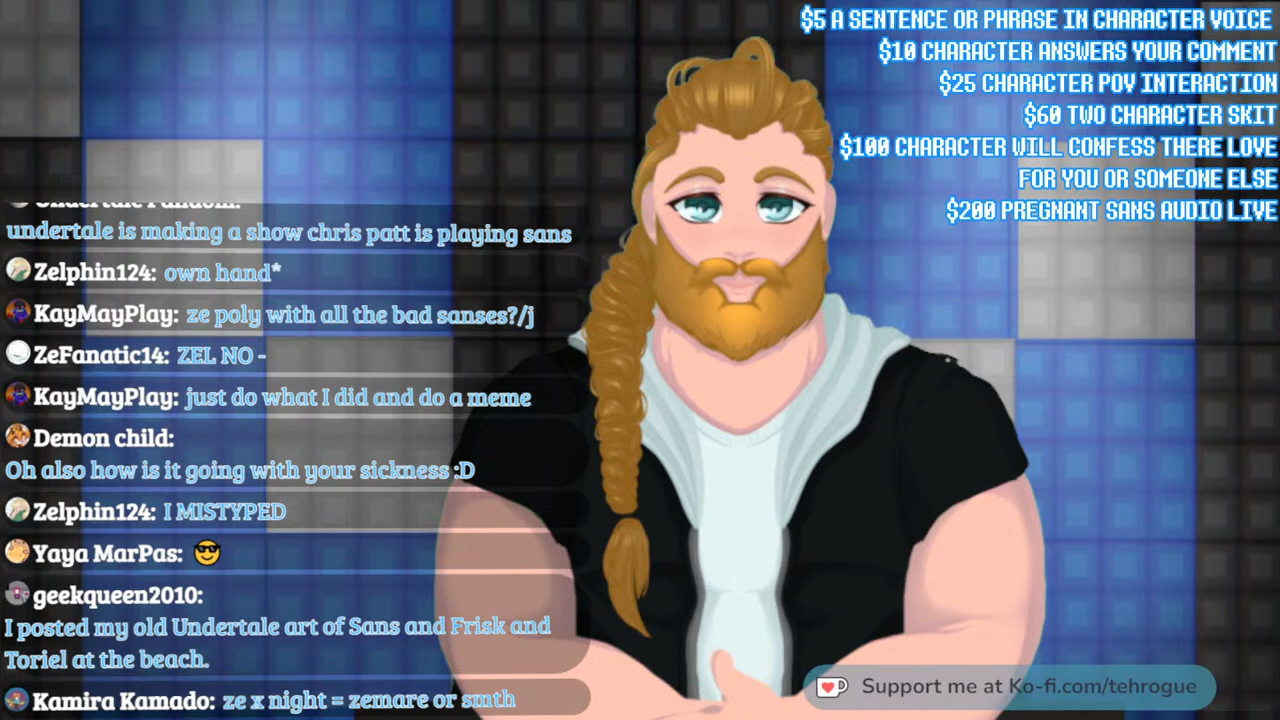 $5 A SENTENCE OR PHRASE IN CHARACTER VOICE
$10 CHARACTER ANSWERS YOUR COMMENT
$25 CHARACTER POV INTERACTION
$60 TWO CHARACTER SKIT
$100 CHARACTER WILL CONFESS THERE LOVE
FOR YOU OR SOMEONE ELSE
$200 PREGNANT SANS AUDIO LIVE
Undertale Fandom:
undertale is making a show chris patt is playing sans
Zelphin124: own hand*
KayMayPlay: ze poly with all the bad sanses?/j
ZeFanatic14: ZEL NO -
KayMayPlay: just do what I did and do a meme
Demon child:
Oh also how is it going with your sickness :D
Zelphin124: I MISTYPED
Yaya MarPas: 😎
geekqueen2010:
I posted my old Undertale art of Sans and Frisk and
Toriel at the beach.
Kamira Kamado: ze x night = zemare or smth
Support me at Ko-fi.com/tehrogue